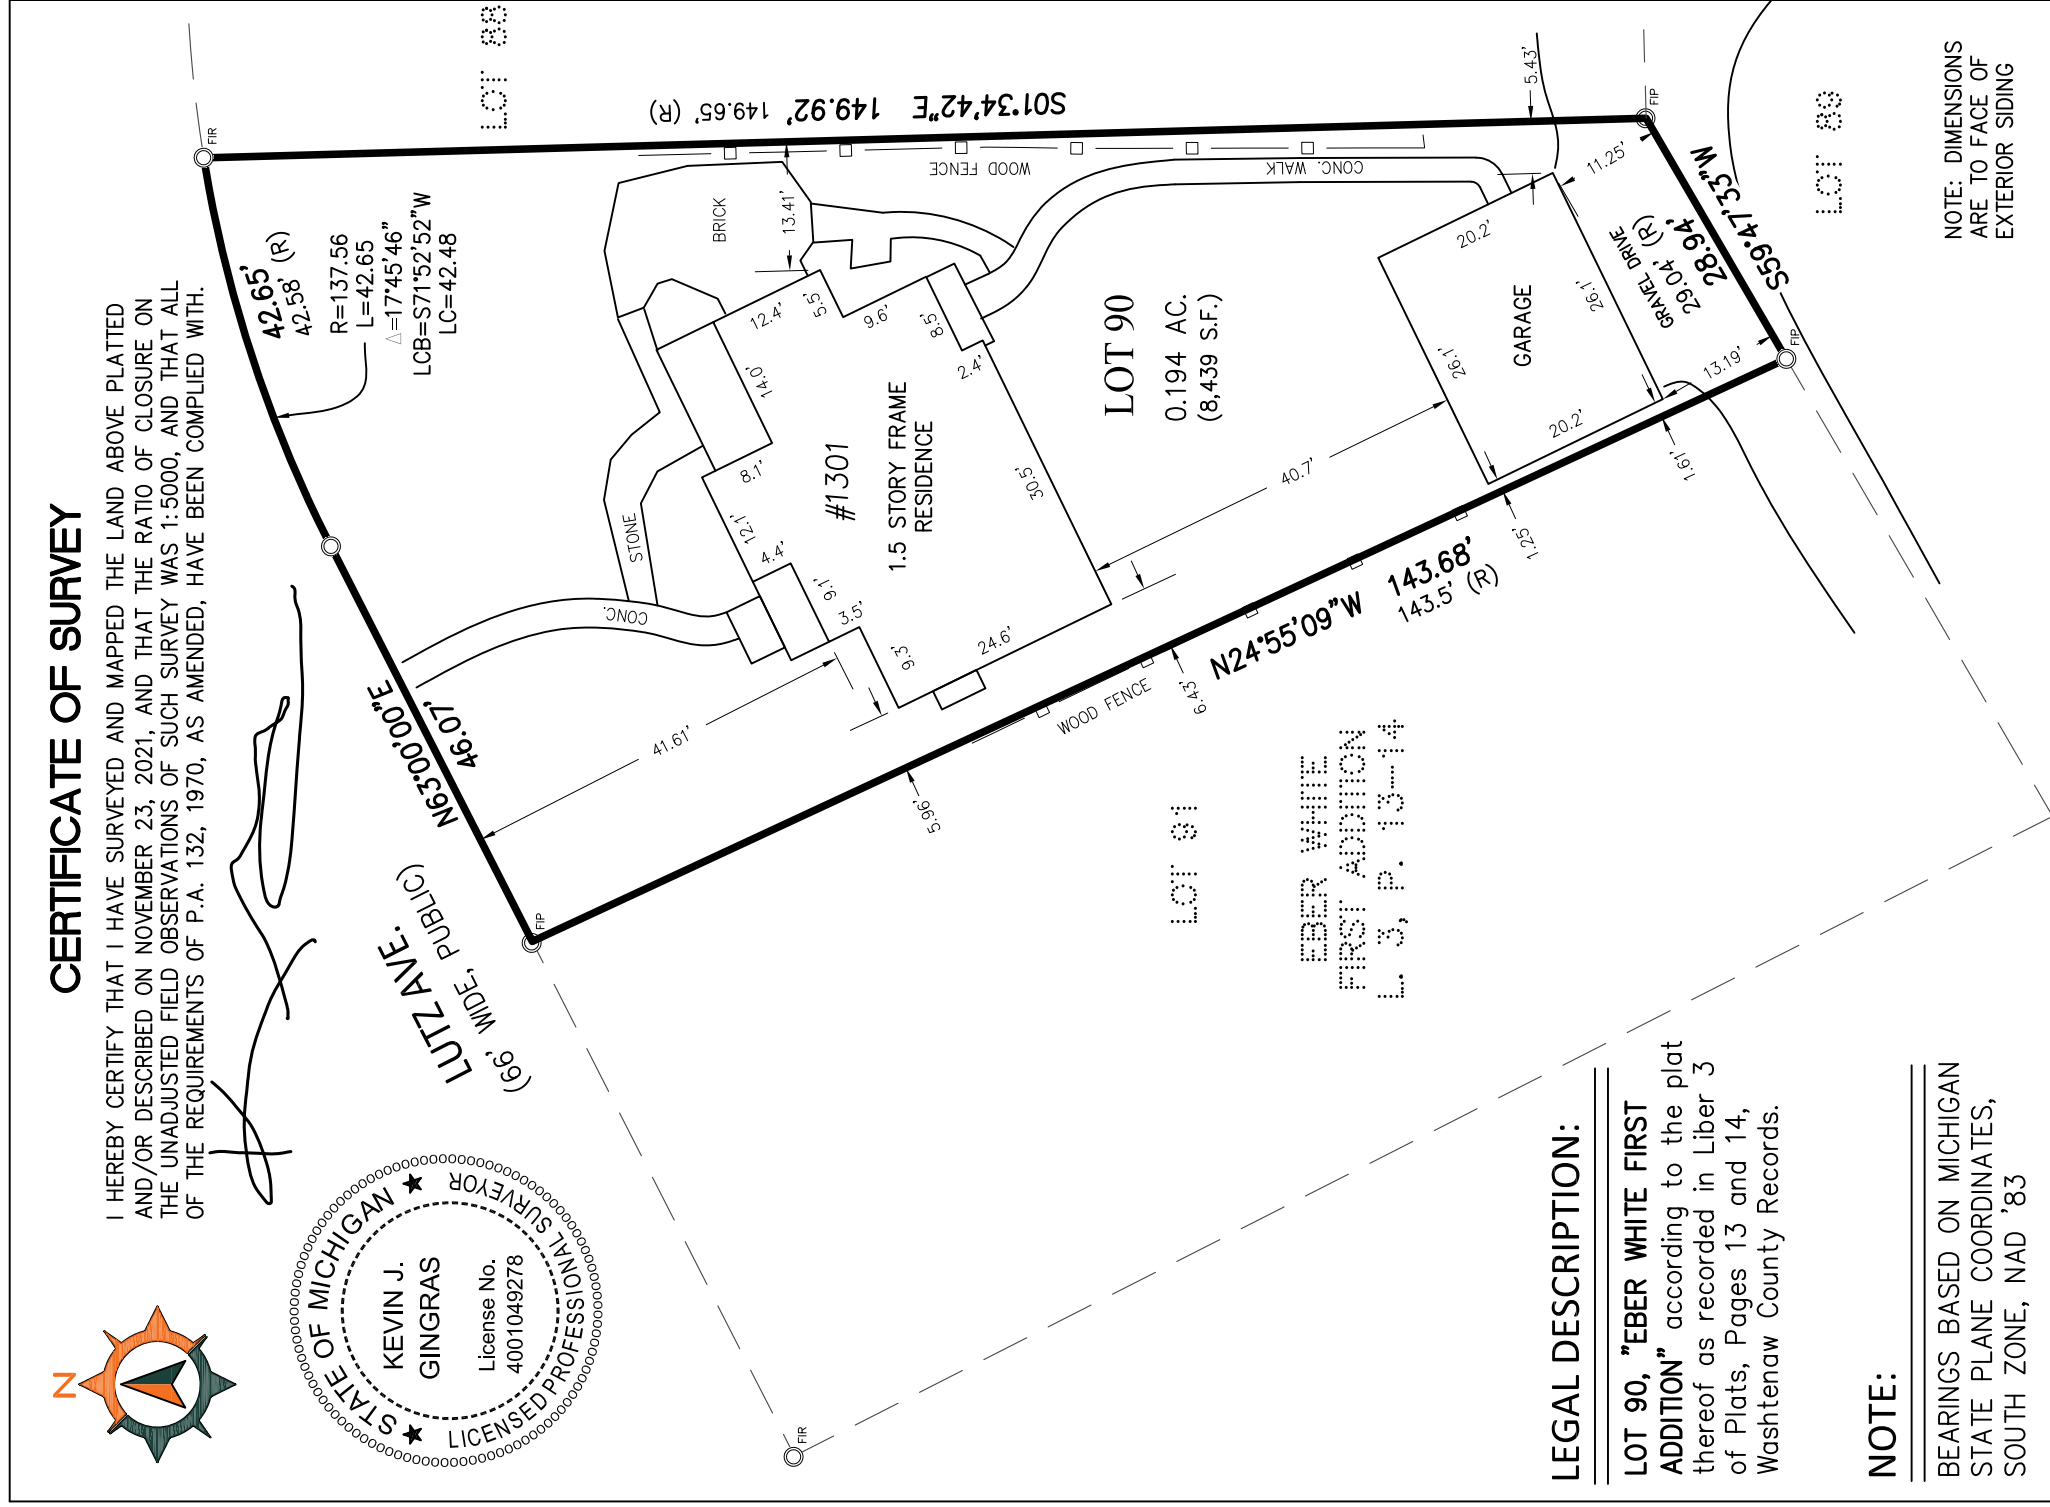 CERTIFICATE OF SURVEY
I HEREBY CERTIFY THAT I HAVE SURVEYED AND MAPPED THE LAND ABOVE PLATTED
AND/OR DESCRIBED ON NOVEMBER 23, 2021, AND THAT THE RATIO OF CLOSURE ON
THE UNADJUSTED FIELD OBSERVATIONS OF SUCH SURVEY WAS 1:5000, AND THAT ALL
OF THE REQUIREMENTS OF P.A. 132, 1970, AS AMENDED, HAVE BEEN COMPLIED WITH.
N
STATE OF MICHIGAN
KEVIN J.
GINGRAS
License No.
4001049278
LICENSED PROFESSIONAL SURVEYOR
LUTZ AVE.
(66' WIDE, PUBLIC)
N63°00'00"E
46.07'
42.65'
42.58' (R)
R=137.56
L=42.65
△=17°45'46"
LCB=S71°52'52"W
LC=42.48
FIR
LOT 88
S01°34'42"E 149.92' 149.65' (R)
WOOD FENCE
CONC. WALK
BRICK
13.41'
5.43'
FIP
11.25'
S59°47'33"W
28.94'
29.04' (R)
GRAVEL DRIVE
LOT 89
FIP
13.19'
STONE
CONC.
12.4'
5.5'
9.6'
8.5'
2.4'
14.0'
8.1'
12.1'
4.4'
9.1'
3.5'
9.3'
24.6'
30.5'
#1301
1.5 STORY FRAME
RESIDENCE
LOT 90
0.194 AC.
(8,439 S.F.)
GARAGE
20.2'
26.1'
26.1'
20.2'
40.7'
41.61'
1.61'
1.25'
6.43'
5.96'
WOOD FENCE
N24°55'09"W 143.68'
143.5' (R)
FIP
FIR
LOT 91
EBER WHITE
FIRST ADDITION
L. 3, P. 13-14
NOTE: DIMENSIONS
ARE TO FACE OF
EXTERIOR SIDING
LEGAL DESCRIPTION:
LOT 90, "EBER WHITE FIRST
ADDITION" according to the plat
thereof as recorded in Liber 3
of Plats, Pages 13 and 14,
Washtenaw County Records.
NOTE:
BEARINGS BASED ON MICHIGAN
STATE PLANE COORDINATES,
SOUTH ZONE, NAD '83